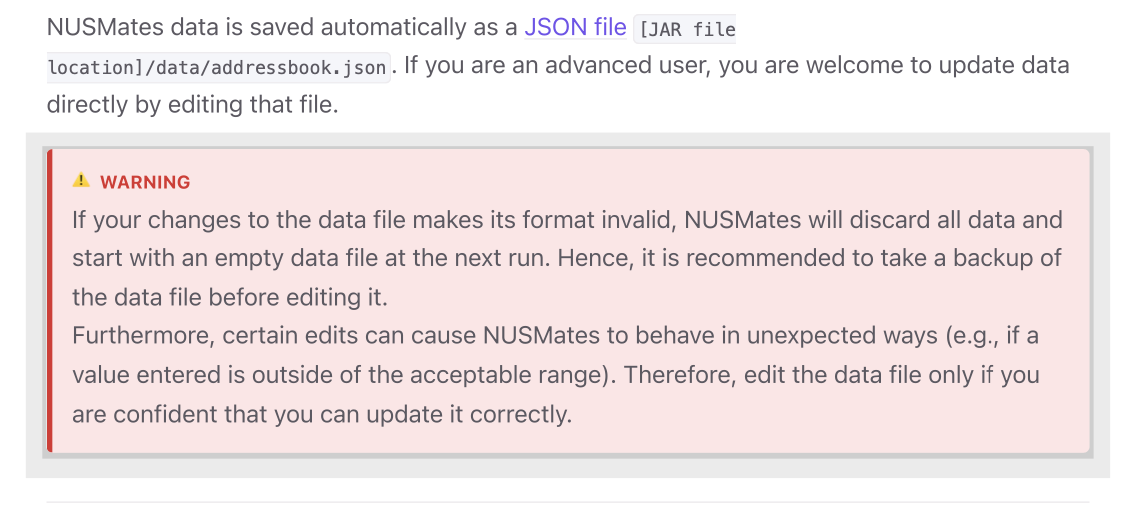 NUSMates data is saved automatically as a JSON file [JAR file
location]/data/addressbook.json. If you are an advanced user, you are welcome to update data
directly by editing that file.
⚠ WARNING
If your changes to the data file makes its format invalid, NUSMates will discard all data and
start with an empty data file at the next run. Hence, it is recommended to take a backup of
the data file before editing it.
Furthermore, certain edits can cause NUSMates to behave in unexpected ways (e.g., if a
value entered is outside of the acceptable range). Therefore, edit the data file only if you
are confident that you can update it correctly.